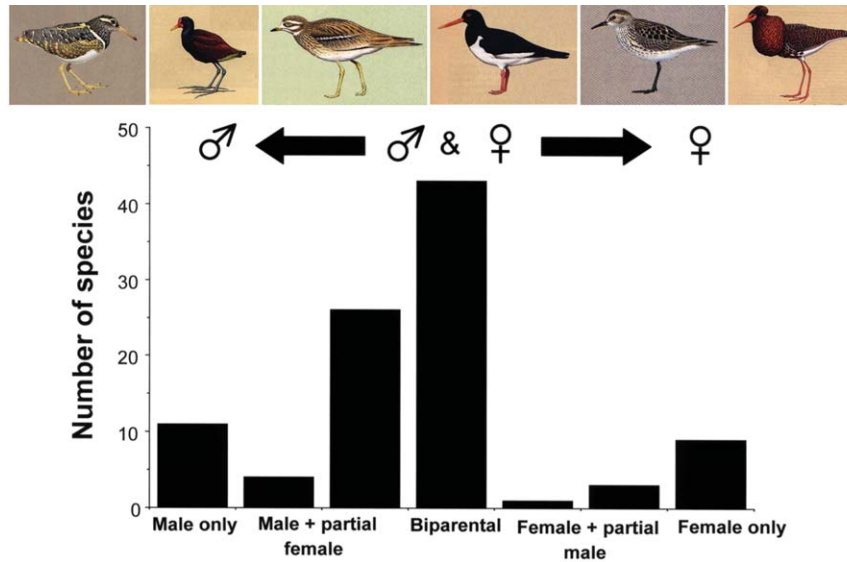 ♂ ♂ & ♀ ♀
Number of species
50
40
30
20
10
0
Male only
Male + partial
female
Biparental
Female + partial
male
Female only